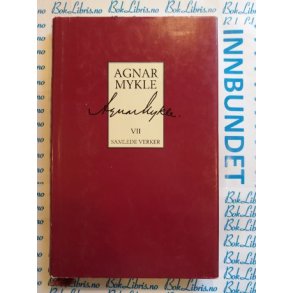 AGNAR
MYKLE
Agnar Mykle.
VII
SAMLEDE VERKER
INNBUNDET
BokLibris.no